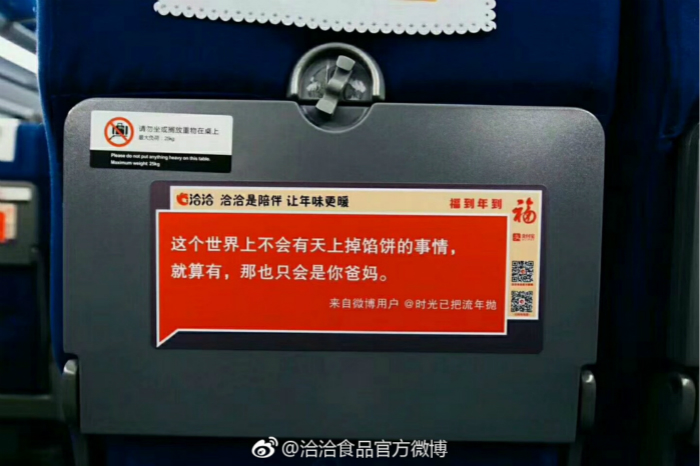 请勿坐或搁放重物在桌上
最大负荷：25kg
Please do not put anything heavy on this table.
Maximum weight: 25kg
洽洽 洽洽是陪伴 让年味更暖
福到年到
福
这个世界上不会有天上掉馅饼的事情，
就算有，那也只会是你爸妈。
来自微博用户 @时光已把流年抛
@洽洽食品官方微博